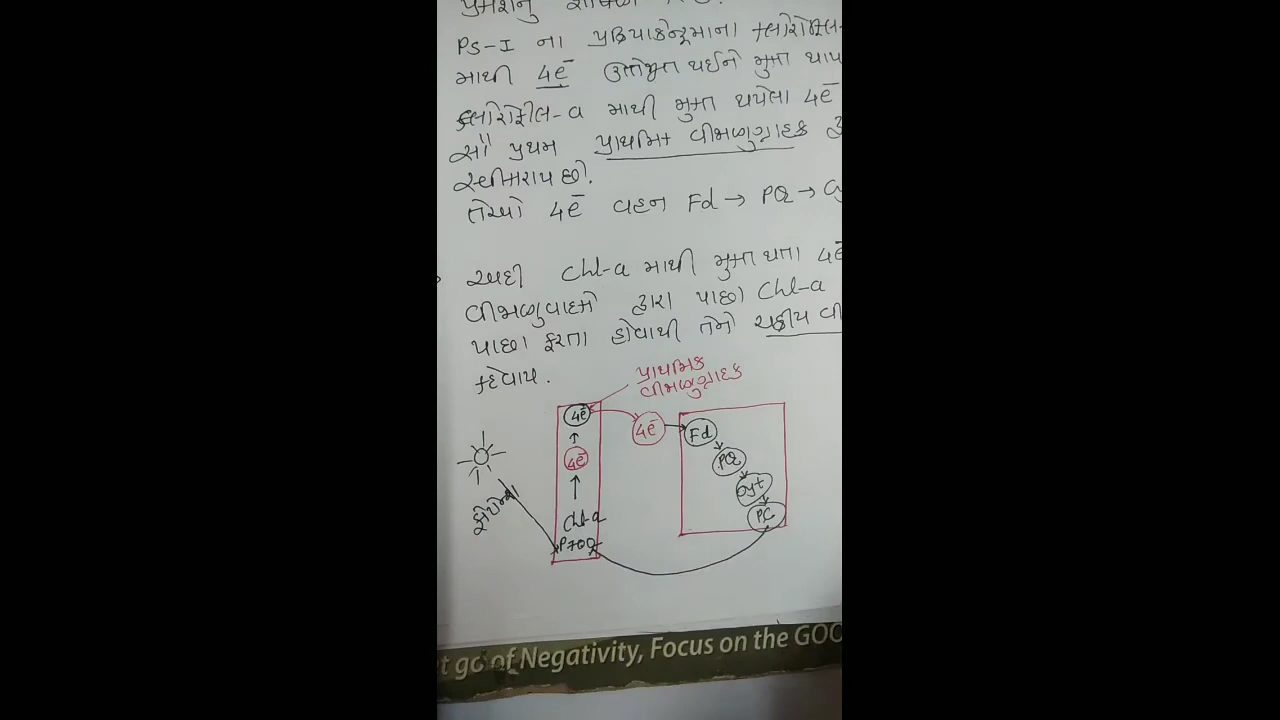 PS-I ના પ્રક્રિયાકેન્દ્રમાના ક્લોરોફિલ-
માથી 4e⁻ ઉત્તેજીત થઈને મુક્ત થાય
ક્લોરોફીલ-a માથી મુક્ત થયેલા 4e⁻
સૌ પ્રથમ પ્રાથમિક વીજાણુગ્રાહક
સ્વીકારાય છે.
તેઓ 4e⁻ વહન Fd → PQ → Cy
અહી Chl-a માથી મુક્ત થતા 4e⁻
વીજાણુવાહકો દ્વારા પાછા Chl-a
પાછા ફરતા હોવાથી તેને ચક્રીય વી
કહેવાય.
પ્રાથમિક
વીજાણુગ્રાહક
4e⁻ 4e⁻ Fd
4e⁻ PQ
Cyt
PC
Chl-a
P700
t go of Negativity, Focus on the GOO